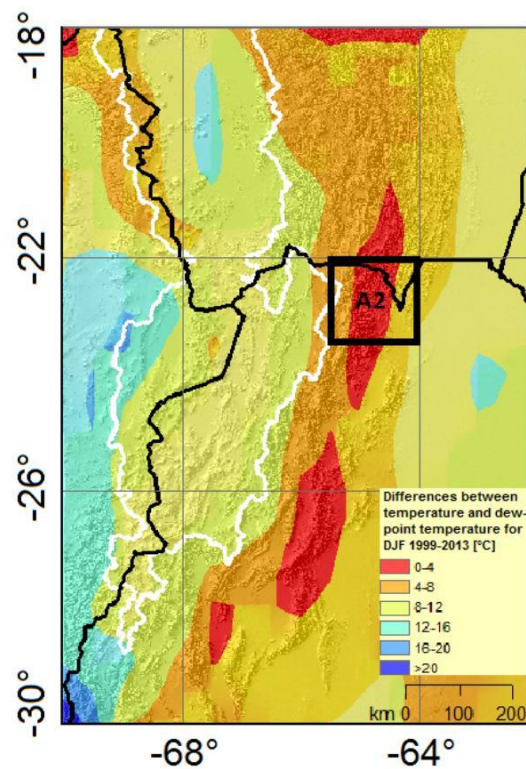 -18°
-22°
A2
-26°
Differences between
temperature and dew-
point temperature for
DJF 1999-2013 [°C]
0-4
4-8
8-12
12-16
16-20
>20
km 0 100 200
-30°
-68° -64°